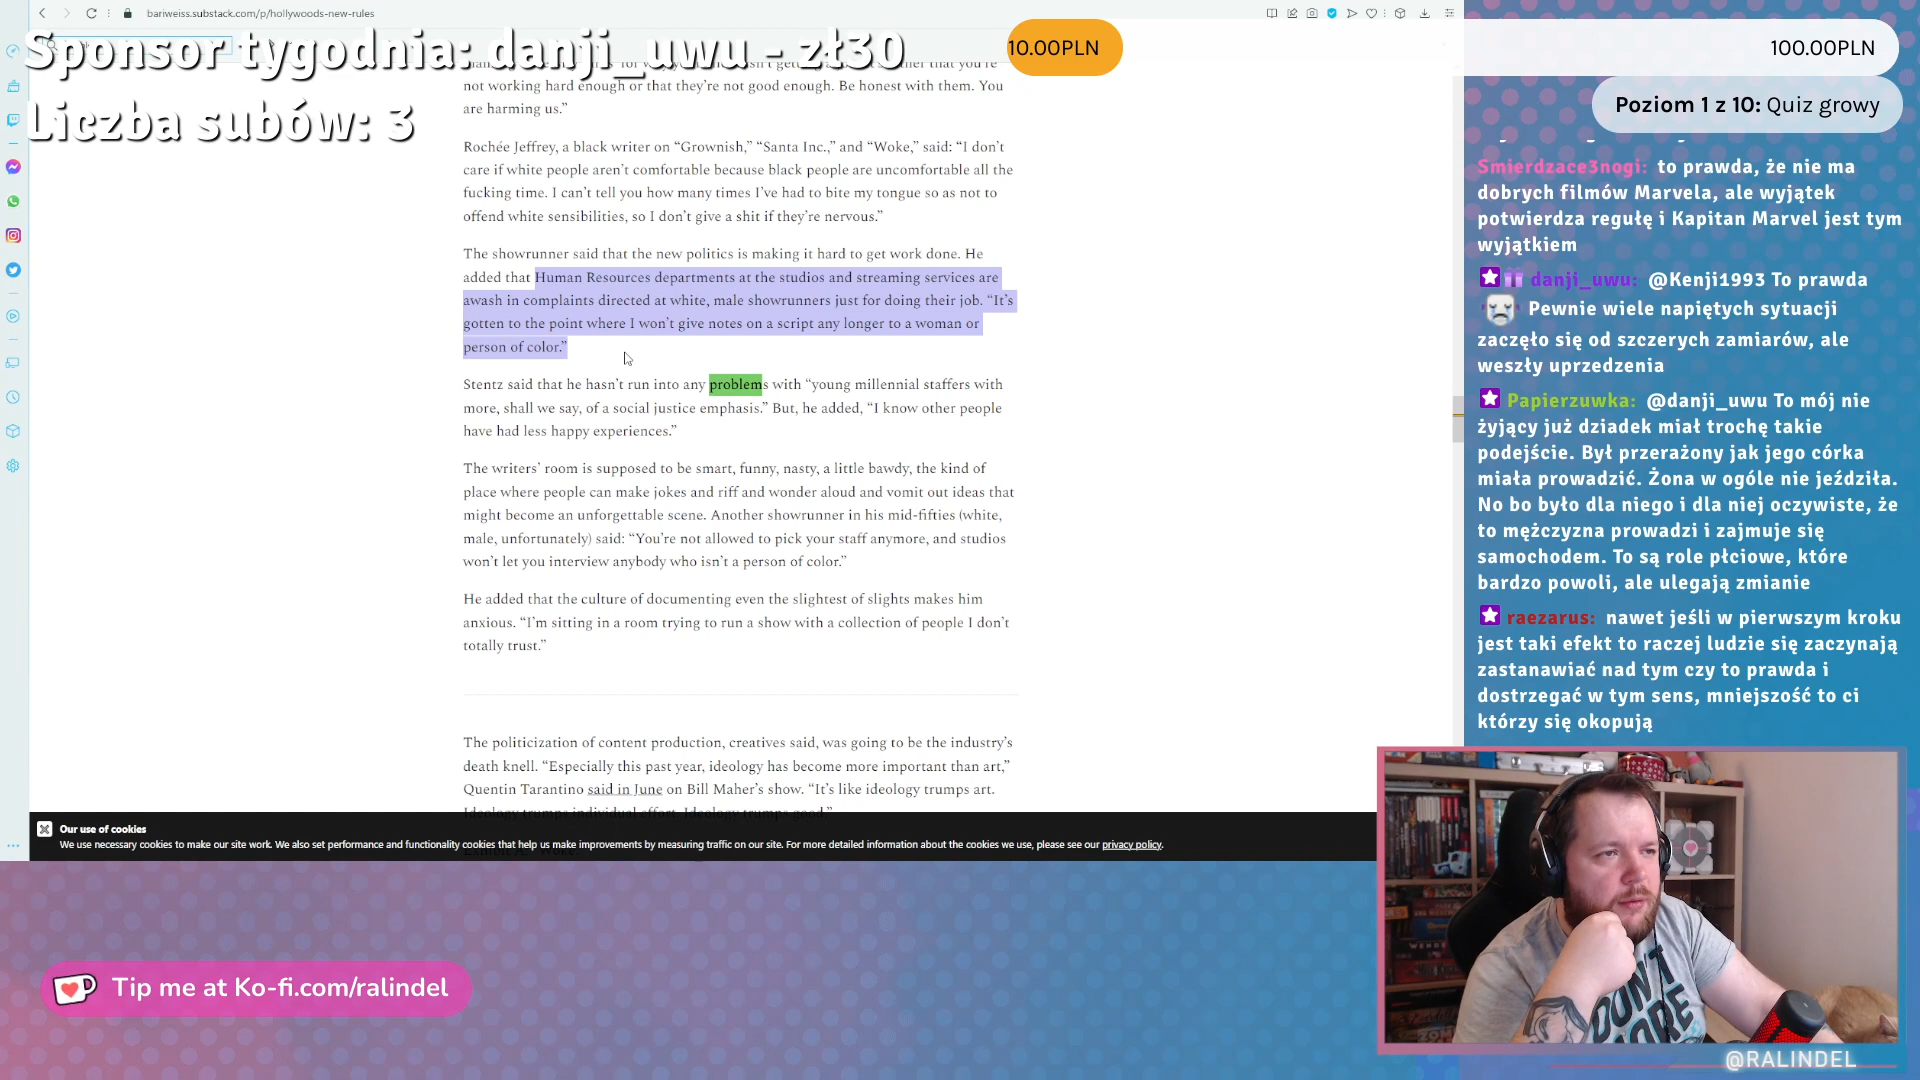 bariweiss.substack.com/p/hollywoods-new-rules
Sponsor tygodnia: danji_uwu - zł30
Liczba subów: 3
10.00PLN
100.00PLN
Poziom 1 z 10: Quiz growy
not working hard enough or that they're not good enough. Be honest with them. You
are harming us.”
Rochée Jeffrey, a black writer on “Grownish,” “Santa Inc.,” and “Woke,” said: “I don't
care if white people aren't comfortable because black people are uncomfortable all the
fucking time. I can't tell you how many times I've had to bite my tongue so as not to
offend white sensibilities, so I don't give a shit if they're nervous.”
The showrunner said that the new politics is making it hard to get work done. He
added that Human Resources departments at the studios and streaming services are
awash in complaints directed at white, male showrunners just for doing their job. “It's
gotten to the point where I won't give notes on a script any longer to a woman or
person of color.”
Stentz said that he hasn't run into any problems with “young millennial staffers with
more, shall we say, of a social justice emphasis.” But, he added, “I know other people
have had less happy experiences.”
The writers' room is supposed to be smart, funny, nasty, a little bawdy, the kind of
place where people can make jokes and riff and wonder aloud and vomit out ideas that
might become an unforgettable scene. Another showrunner in his mid-fifties (white,
male, unfortunately) said: “You're not allowed to pick your staff anymore, and studios
won't let you interview anybody who isn't a person of color.”
He added that the culture of documenting even the slightest of slights makes him
anxious. “I'm sitting in a room trying to run a show with a collection of people I don't
totally trust.”
The politicization of content production, creatives said, was going to be the industry's
death knell. “Especially this past year, ideology has become more important than art,”
Quentin Tarantino said in June on Bill Maher's show. “It's like ideology trumps art.
Ideology trumps individual effort. Ideology trumps good.”
Our use of cookies
We use necessary cookies to make our site work. We also set performance and functionality cookies that help us make improvements by measuring traffic on our site. For more detailed information about the cookies we use, please see our privacy policy.
Smierdzace3nogi: to prawda, że nie ma
dobrych filmów Marvela, ale wyjątek
potwierdza regułę i Kapitan Marvel jest tym
wyjątkiem
danji_uwu: @Kenji1993 To prawda
Pewnie wiele napiętych sytuacji
zaczęło się od szczerych zamiarów, ale
weszły uprzedzenia
Papierzuwka: @danji_uwu To mój nie
żyjący już dziadek miał trochę takie
podejście. Był przerażony jak jego córka
miała prowadzić. Żona w ogóle nie jeździła.
No bo było dla niego i dla niej oczywiste, że
to mężczyzna prowadzi i zajmuje się
samochodem. To są role płciowe, które
bardzo powoli, ale ulegają zmianie
raezarus: nawet jeśli w pierwszym kroku
jest taki efekt to raczej ludzie się zaczynają
zastanawiać nad tym czy to prawda i
dostrzegać w tym sens, mniejszość to ci
którzy się okopują
Tip me at Ko-fi.com/ralindel
DON'T
@RALINDEL